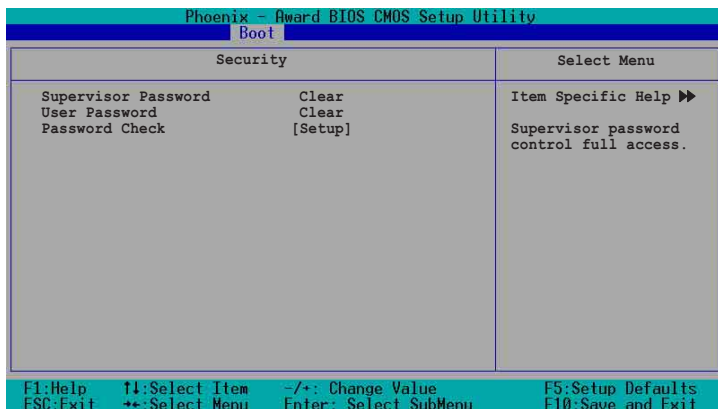 Phoenix - Award BIOS CMOS Setup Utility
Boot
Security
Select Menu
Supervisor Password Clear
User Password Clear
Password Check [Setup]
Item Specific Help
Supervisor password
control full access.
F1:Help ↑↓:Select Item -/+: Change Value F5:Setup Defaults
ESC:Exit →←:Select Menu Enter: Select SubMenu F10:Save and Exit